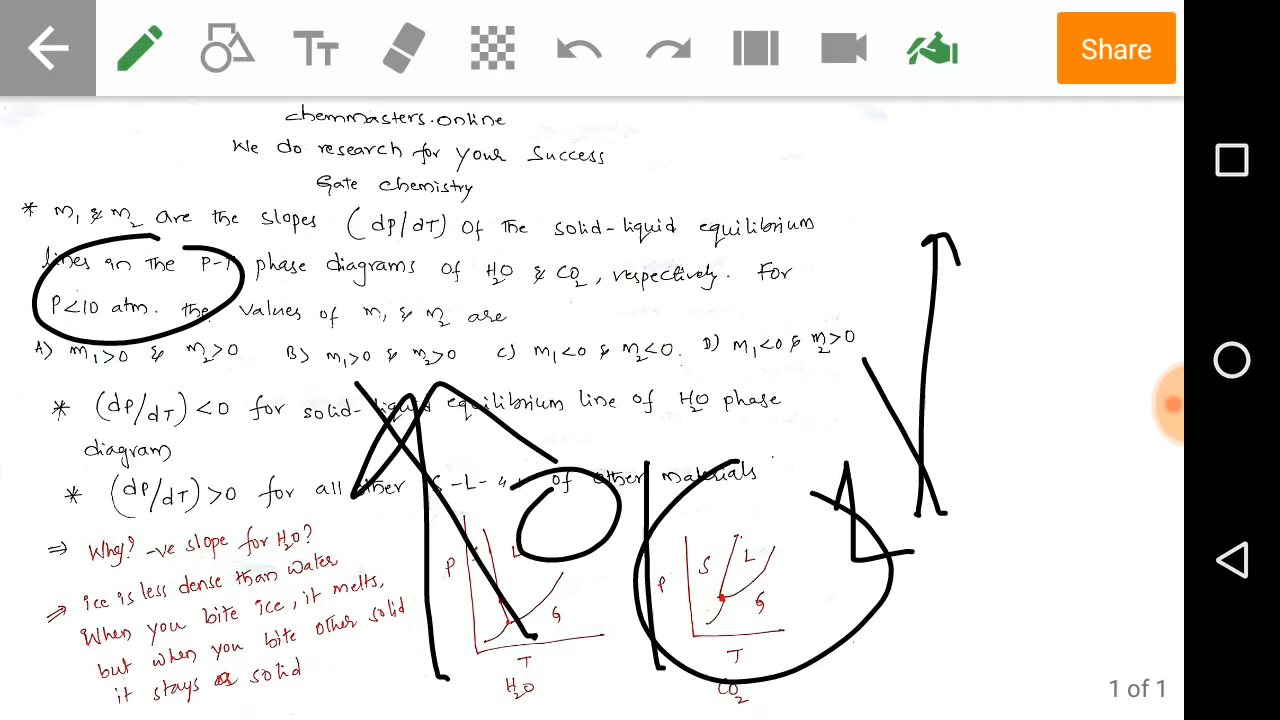 Share
chemmasters.online
We do research for your Success
Gate chemistry
* m₁ & m₂ are the slopes (dP/dT) of the solid-liquid equilibrium
lines in the P-T phase diagrams of H₂O & CO₂, respectively. For
P<10 atm. the values of m₁ & m₂ are
A) m₁>0 & m₂>0 B) m₁>0 & m₂>0 C) m₁<0 & m₂<0. D) m₁<0 & m₂>0
* (dP/dT) <0 for solid-liquid equilibrium line of H₂O phase
diagram
* (dP/dT) >0 for all other S-L- of other materials
⇒ Why? -ve slope for H₂O?
⇒ ice is less dense than water
When you bite ice, it melts,
but when you bite other solid
it stays as solid
P L G
T
H₂O
P S L G
T
CO₂
1 of 1